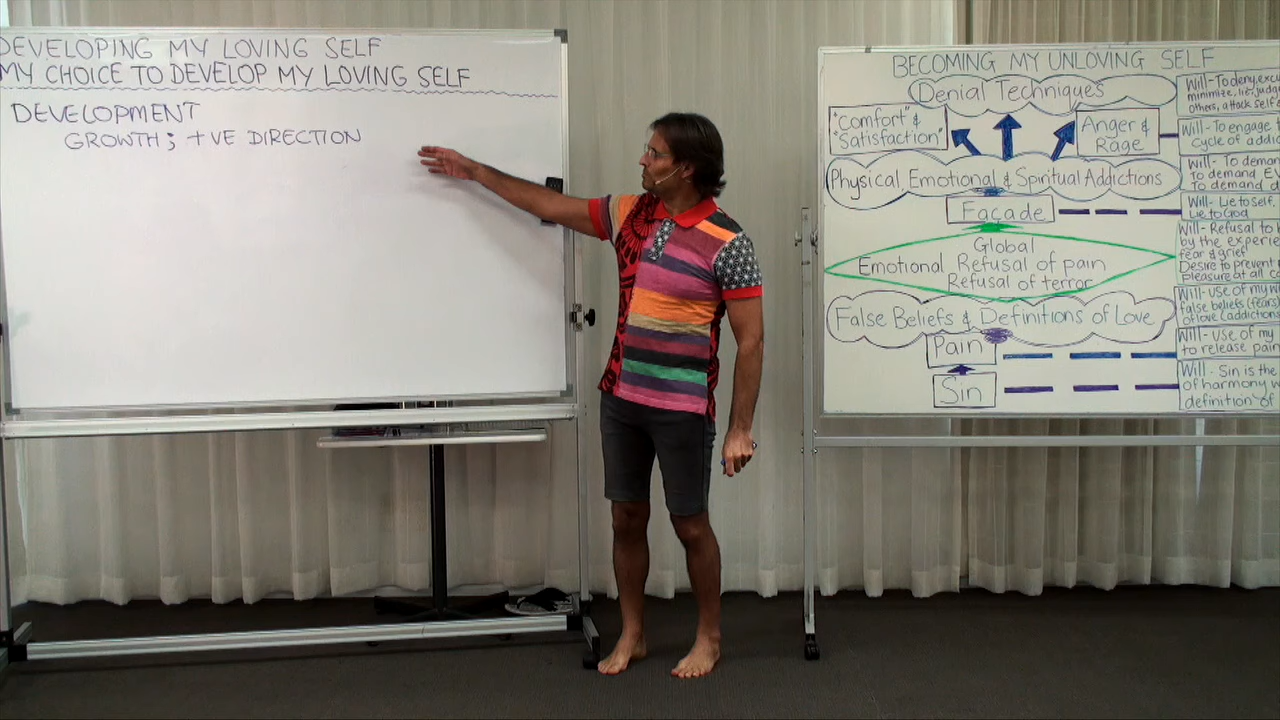 DEVELOPING MY LOVING SELF
MY CHOICE TO DEVELOP MY LOVING SELF
DEVELOPMENT
GROWTH ; +VE DIRECTION
BECOMING MY UNLOVING SELF
Denial Techniques
"Comfort" &
"Satisfaction"
Anger &
Rage
Physical Emotional & Spiritual Addictions
Façade
Global
Emotional Refusal of pain
Refusal of terror
False Beliefs & Definitions of Love
Pain
Sin
Will - To deny,
minimize, lie, judge
others, attack self
Will - To engage
cycle of
Will - To
To demand
To demand
Will - Lie to self,
Lie to God
Will - Refusal to
by the
fear & grief
Desire to prevent
pleasure at all
Will - use of my
false beliefs
of love
Will - use of my
to release pain
Will - Sin is the
of harmony
definition of